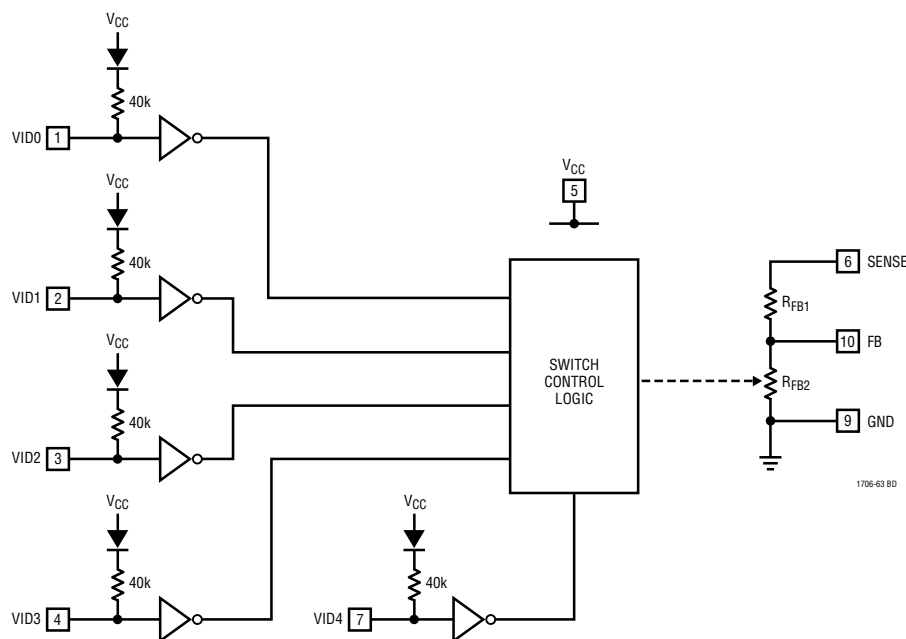 VCC
40k
VID0 1
VCC
5
VCC
40k
VID1 2
6 SENSE
RFB1
10 FB
SWITCH
CONTROL
LOGIC
RFB2
9 GND
VCC
40k
VID2 3
1706-63 BD
VCC
40k
VID3 4
VCC
40k
VID4 7